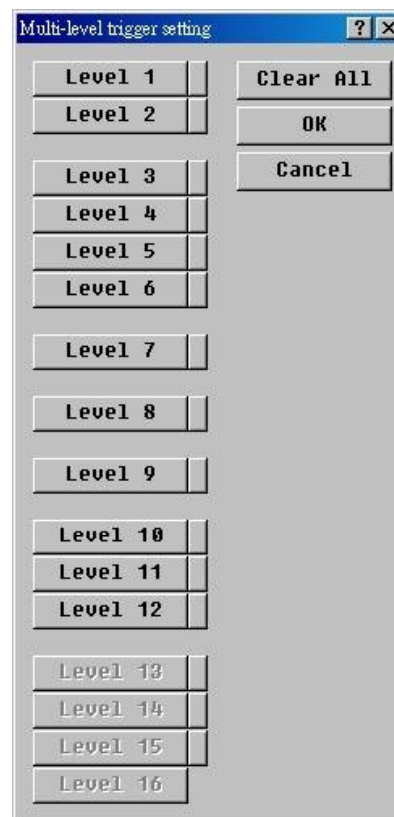 Multi-level trigger setting
? ×
Level 1
Level 2
Level 3
Level 4
Level 5
Level 6
Level 7
Level 8
Level 9
Level 10
Level 11
Level 12
Level 13
Level 14
Level 15
Level 16
Clear All
OK
Cancel